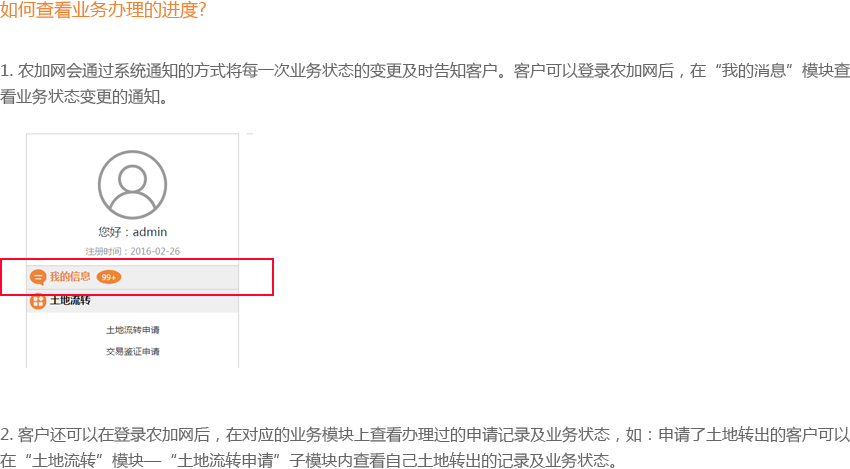 如何查看业务办理的进度?
1. 农加网会通过系统通知的方式将每一次业务状态的变更及时告知客户。客户可以登录农加网后，在“我的消息”模块查
看业务状态变更的通知。
您好：admin
注册时间：2016-02-26
我的信息 99+
土地流转
土地流转申请
交易鉴证申请
2. 客户还可以在登录农加网后，在对应的业务模块上查看办理过的申请记录及业务状态，如：申请了土地转出的客户可以
在“土地流转”模块—“土地流转申请”子模块内查看自己土地转出的记录及业务状态。